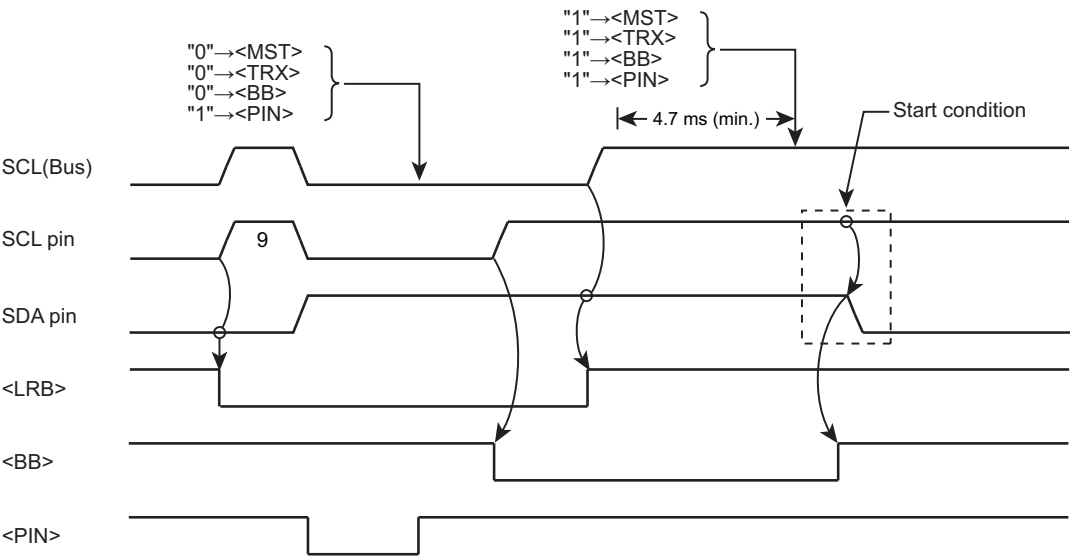 "0"→<MST>
"0"→<TRX>
"0"→<BB>
"1"→<PIN>
"1"→<MST>
"1"→<TRX>
"1"→<BB>
"1"→<PIN>
4.7 ms (min.)
Start condition
SCL(Bus)
SCL pin
9
SDA pin
<LRB>
<BB>
<PIN>